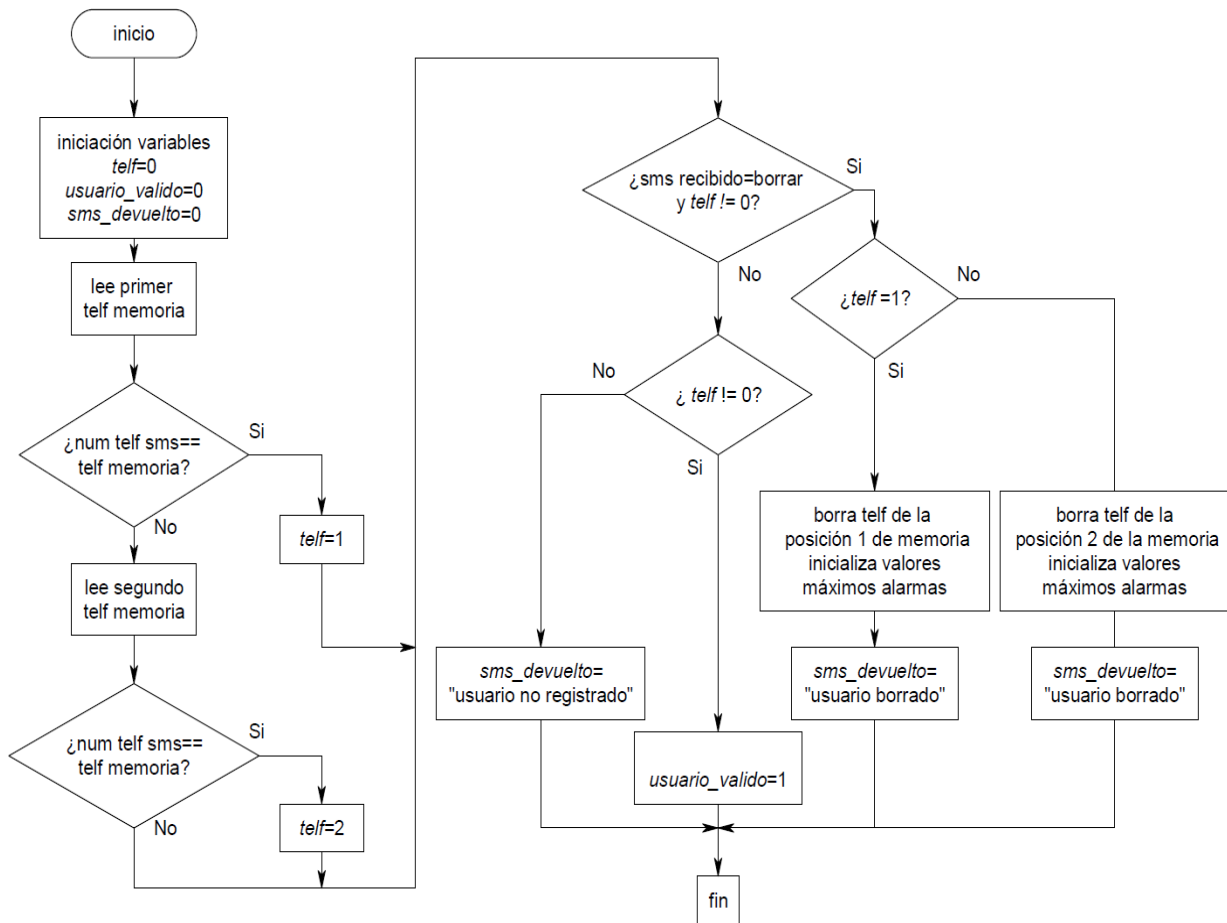 inicio
iniciación variables
telf=0
usuario_valido=0
sms_devuelto=0
lee primer
telf memoria
¿num telf sms==
telf memoria?
Si
No
telf=1
lee segundo
telf memoria
¿num telf sms==
telf memoria?
Si
No
telf=2
¿sms recibido=borrar
y telf != 0?
Si
No
¿telf =1?
No
Si
¿ telf != 0?
No
Si
borra telf de la
posición 1 de memoria
inicializa valores
máximos alarmas
borra telf de la
posición 2 de la memoria
inicializa valores
máximos alarmas
sms_devuelto=
"usuario no registrado"
sms_devuelto=
"usuario borrado"
sms_devuelto=
"usuario borrado"
usuario_valido=1
fin